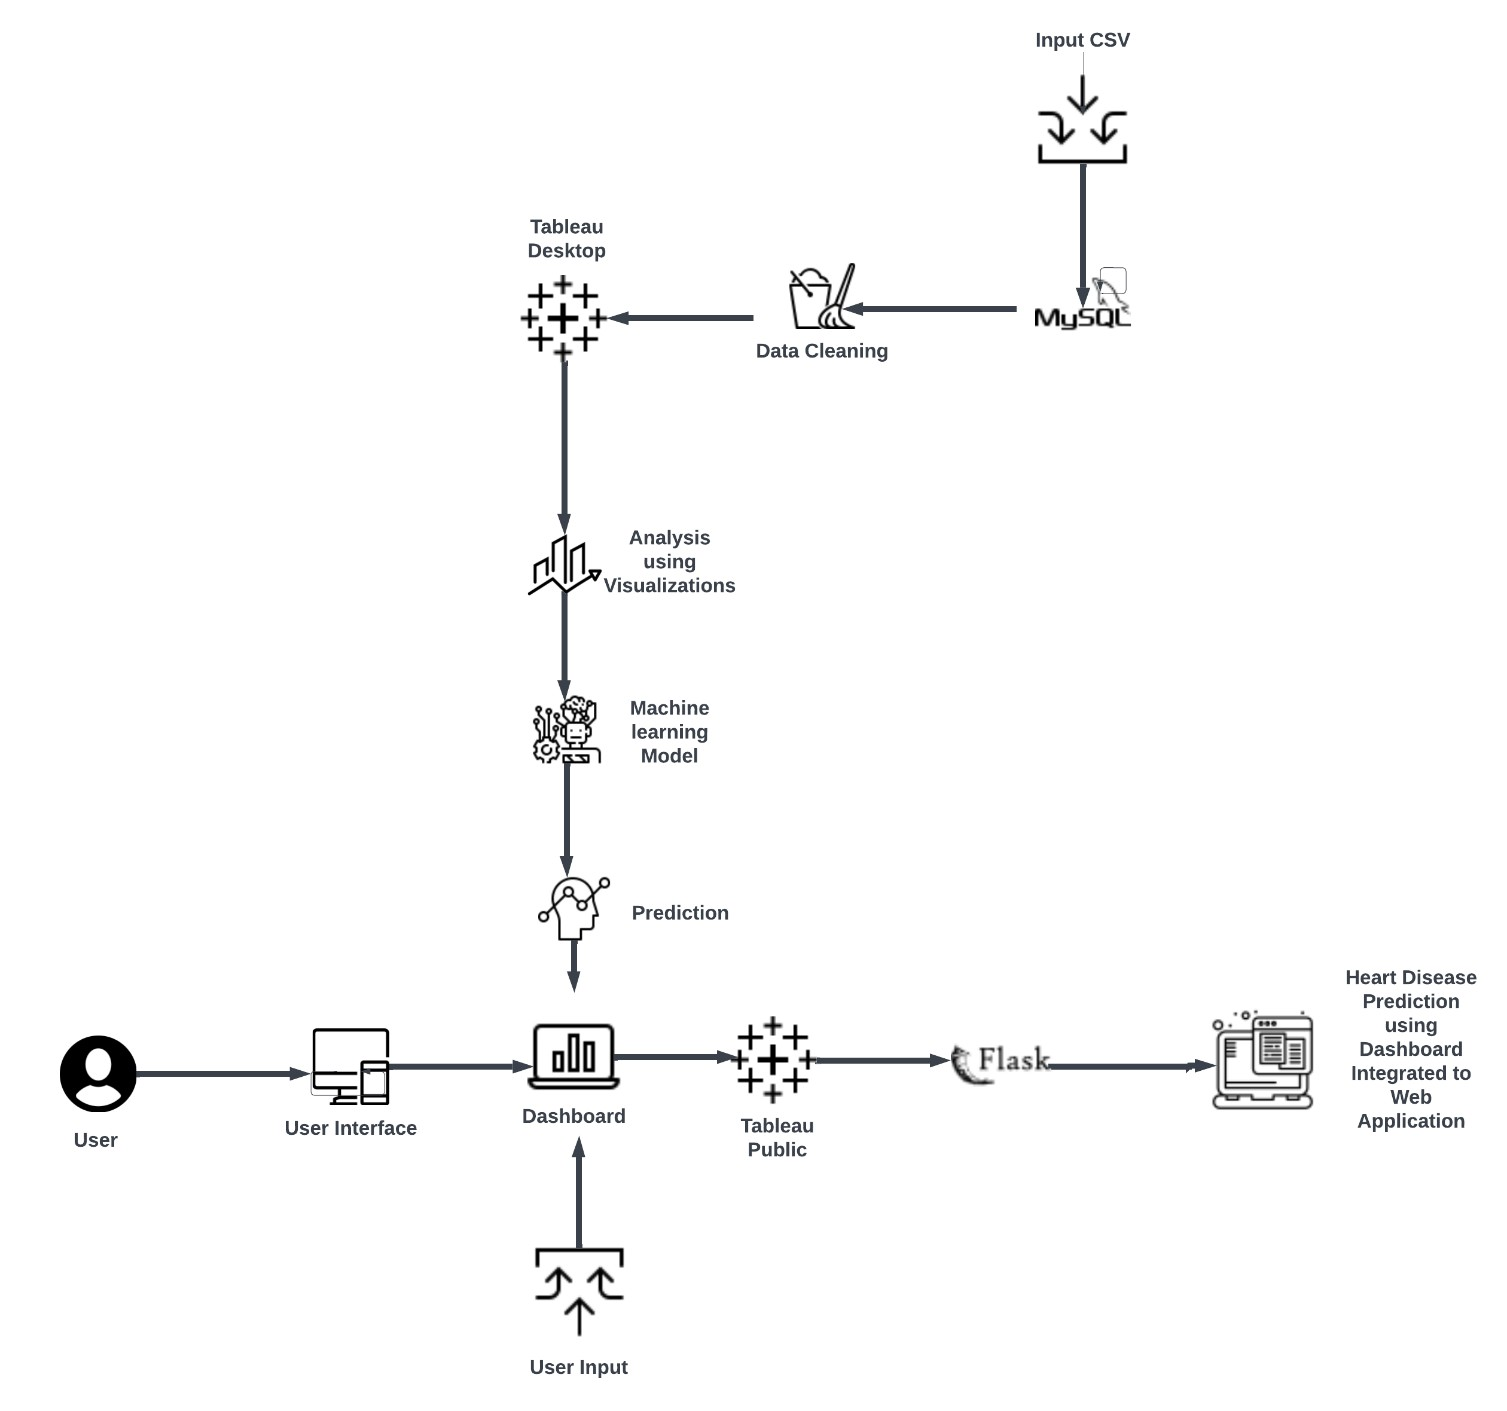 Input CSV
Tableau
Desktop
MySQL
Data Cleaning
Analysis
using
Visualizations
Machine
learning
Model
Prediction
Heart Disease
Prediction
using
Dashboard
Integrated to
Web
Application
Flask
User
User Interface
Dashboard
Tableau
Public
User Input